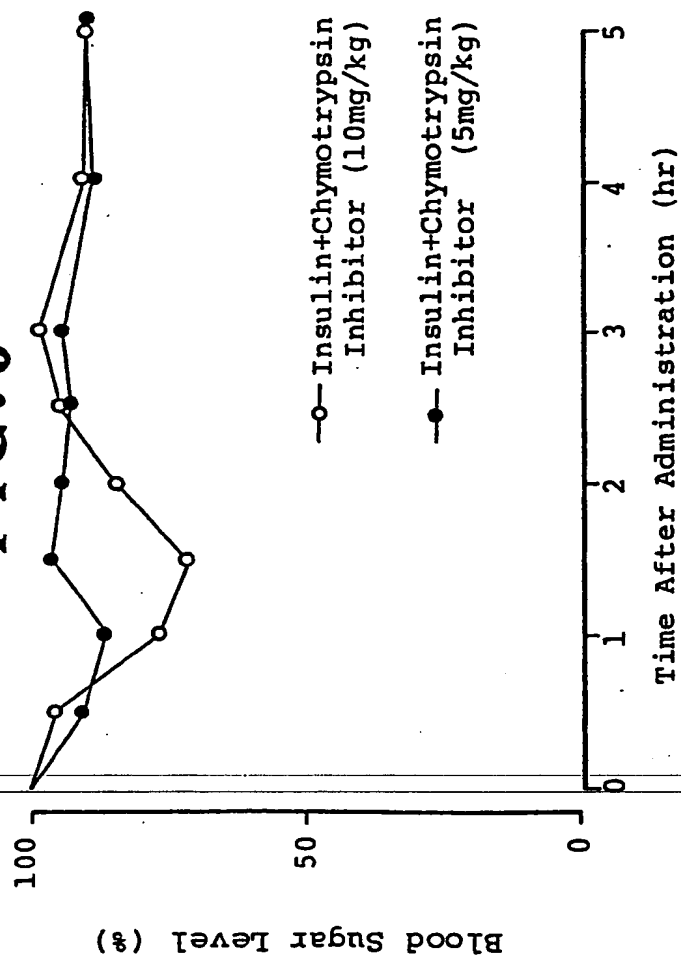 Blood Sugar Level (%)
100
50
0
0
1
2
3
4
5
Time After Administration (hr)
Insulin+Chymotrypsin
Inhibitor (10mg/kg)
Insulin+Chymotrypsin
Inhibitor (5mg/kg)